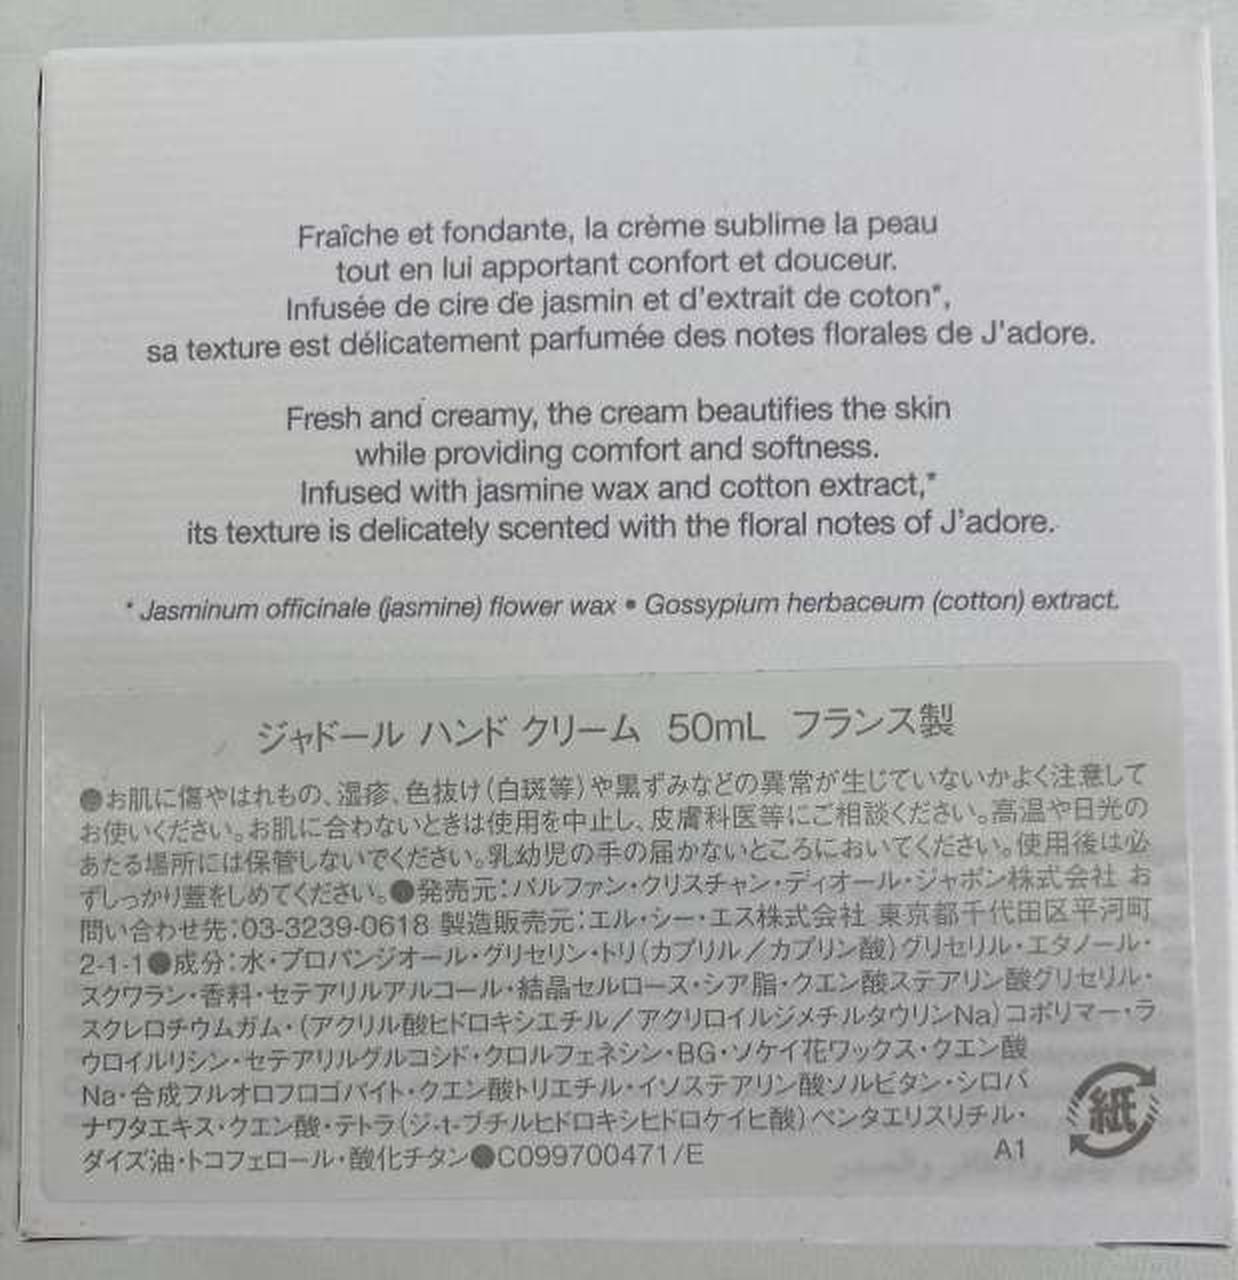 Fraîche et fondante, la crème sublime la peau
tout en lui apportant confort et douceur.
Infusée de cire de jasmin et d'extrait de coton*,
sa texture est délicatement parfumée des notes florales de J'adore.
Fresh and creamy, the cream beautifies the skin
while providing comfort and softness.
Infused with jasmine wax and cotton extract,*
its texture is delicately scented with the floral notes of J'adore.
* Jasminum officinale (jasmine) flower wax • Gossypium herbaceum (cotton) extract.
ジャドール ハンド クリーム 50mL フランス製
●お肌に傷やはれもの、湿疹、色抜け(白斑等)や黒ずみなどの異常が生じていないかよく注意して
お使いください。お肌に合わないときは使用を中止し、皮膚科医等にご相談ください。高温や日光の
あたる場所には保管しないでください。乳幼児の手の届かないところにおいてください。使用後は必
ずしっかり蓋をしめてください。●発売元:パルファン・クリスチャン・ディオール・ジャポン株式会社 お
問い合わせ先:03-3239-0618 製造販売元:エル・シー・エス株式会社 東京都千代田区平河町
2-1-1●成分:水・プロパンジオール・グリセリン・トリ(カプリル/カプリン酸)グリセリル・エタノール・
スクワラン・香料・セテアリルアルコール・結晶セルロース・シア脂・クエン酸ステアリン酸グリセリル・
スクレロチウムガム・(アクリル酸ヒドロキシエチル/アクリロイルジメチルタウリンNa)コポリマー・ラ
ウロイルリシン・セテアリルグルコシド・クロルフェネシン・BG・ソケイ花ワックス・クエン酸
Na・合成フルオロフロゴパイト・クエン酸トリエチル・イソステアリン酸ソルビタン・シロバ
ナワタエキス・クエン酸・テトラ(ジ-t-ブチルヒドロキシヒドロケイヒ酸)ペンタエリスリチル・
ダイズ油・トコフェロール・酸化チタン●C099700471/E A1
紙